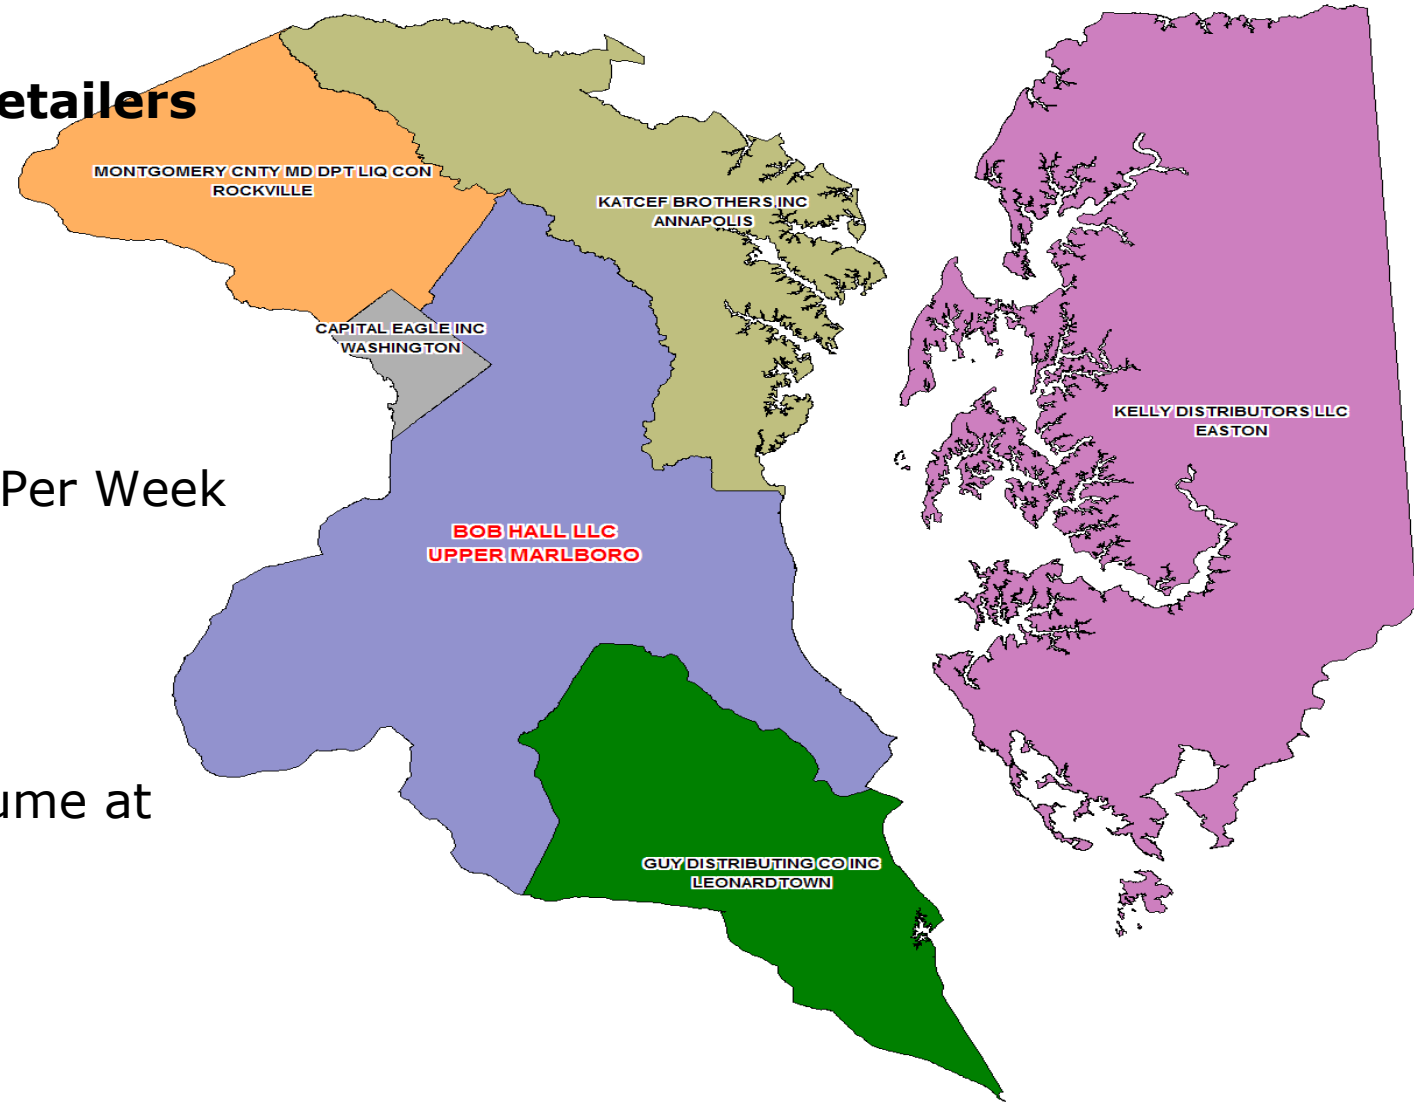 etailers
MONTGOMERY CNTY MD DPT LIQ CON
ROCKVILLE
KATCEF BROTHERS INC
ANNAPOLIS
CAPITAL EAGLE INC
WASHINGTON
KELLY DISTRIBUTORS LLC
EASTON
Per Week
BOB HALL LLC
UPPER MARLBORO
ume at
GUY DISTRIBUTING CO INC
LEONARDTOWN